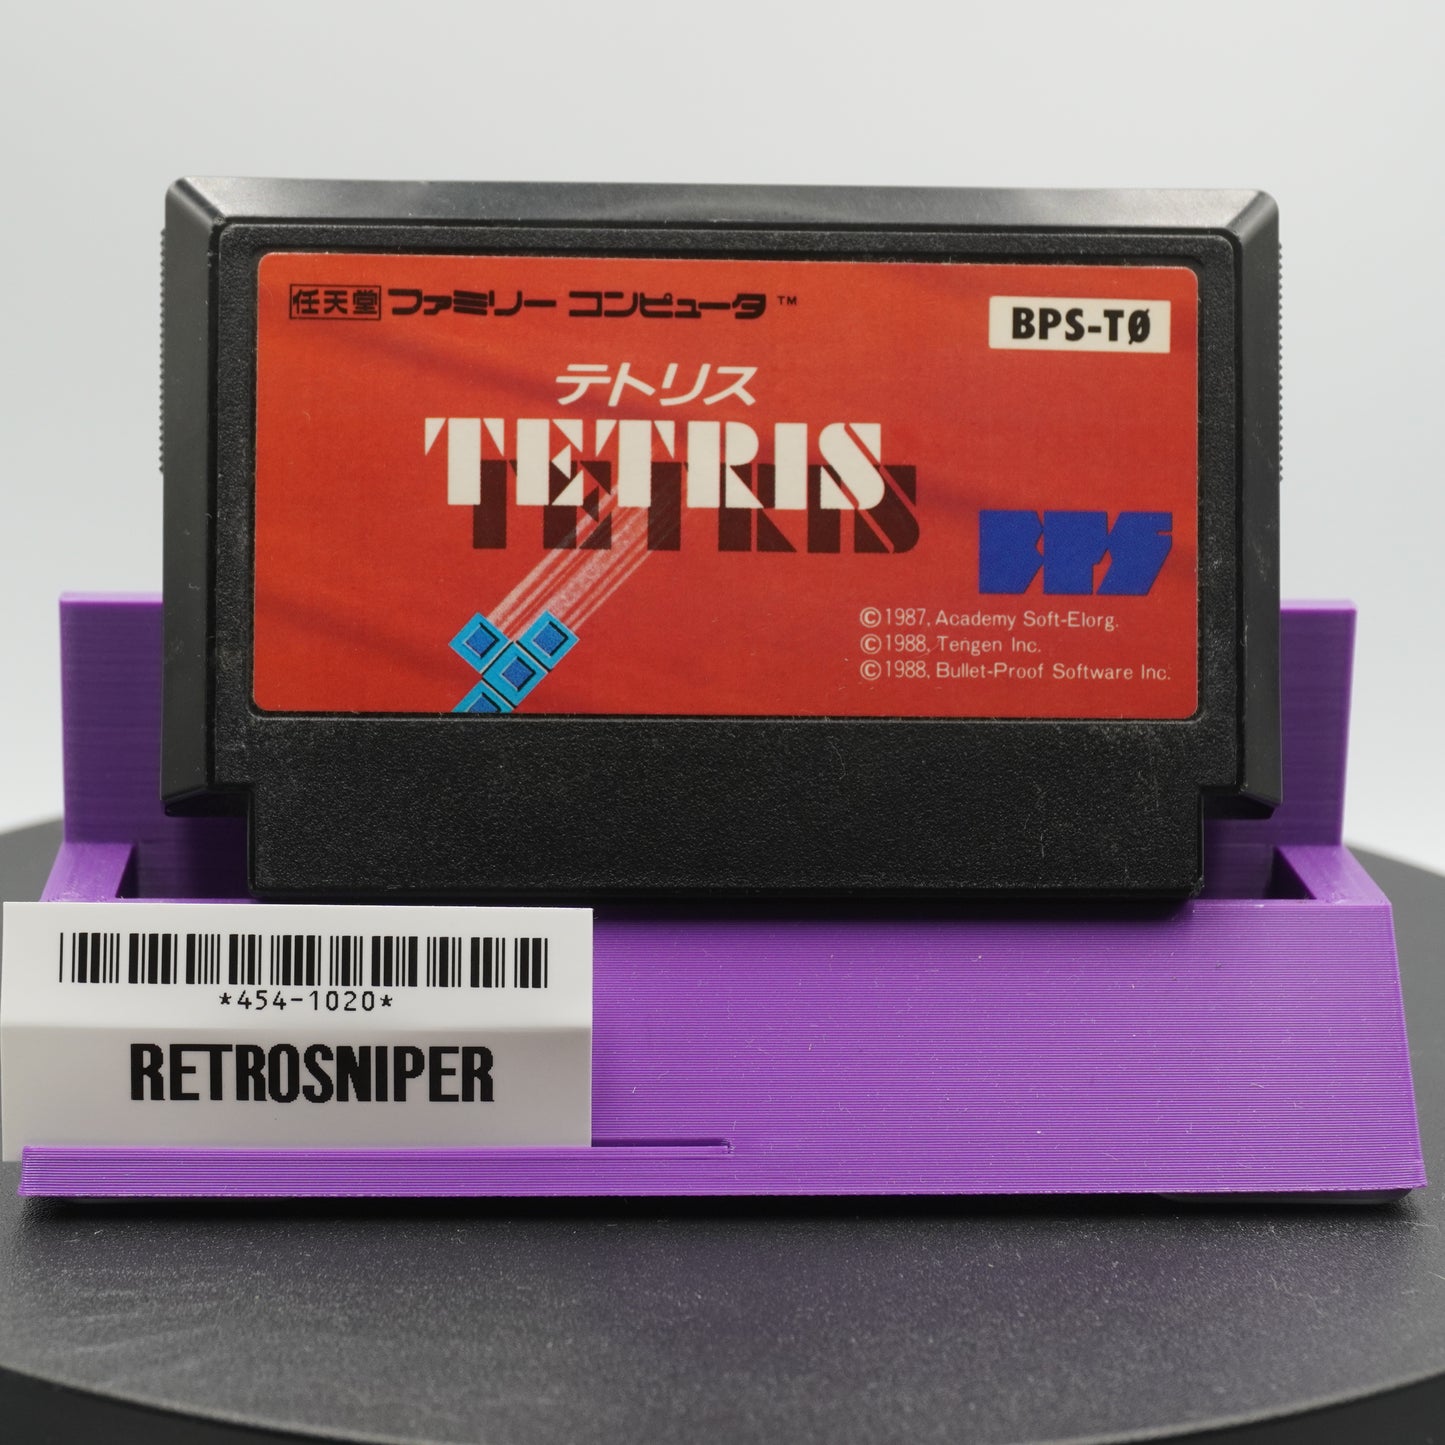 任天堂 ファミリー コンピュータ™
BPS-TØ
テトリス
TETRIS
BPS
©1987, Academy Soft-Elorg.
©1988, Tengen Inc.
©1988, Bullet-Proof Software Inc.
*454-1020*
RETROSNIPER